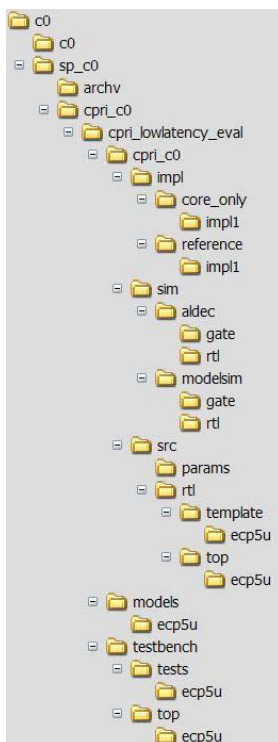 c0
c0
sp_c0
archv
cpri_c0
cpri_lowlatency_eval
cpri_c0
impl
core_only
impl1
reference
impl1
sim
aldec
gate
rtl
modelsim
gate
rtl
src
params
rtl
template
ecp5u
top
ecp5u
models
ecp5u
testbench
tests
ecp5u
top
ecp5u